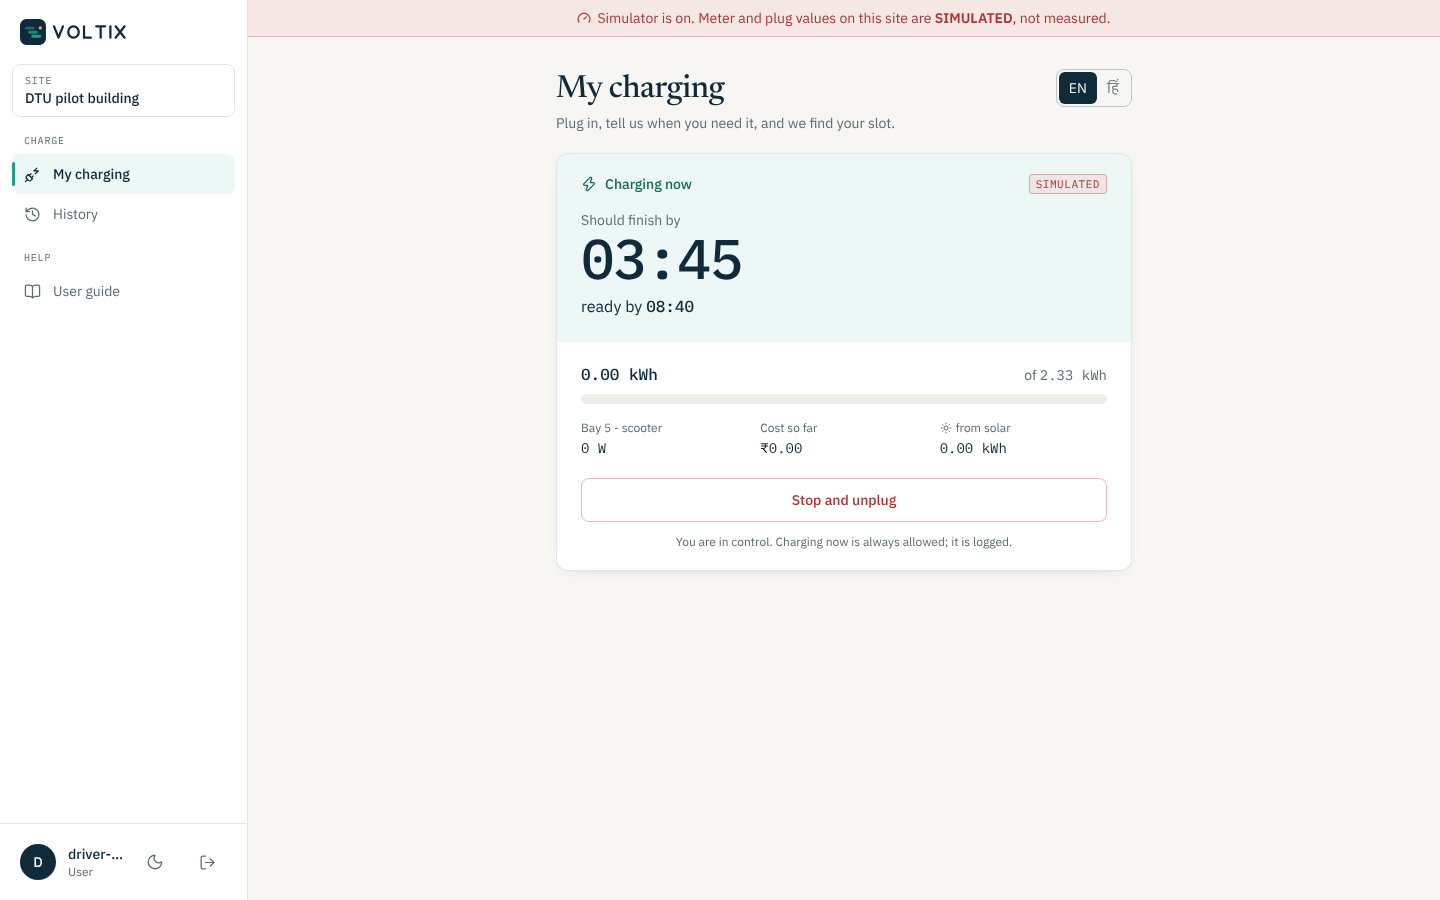 VOLTIX
SITE
DTU pilot building
CHARGE
My charging
History
HELP
User guide
driver-...
D
User
Simulator is on. Meter and plug values on this site are SIMULATED, not measured.
My charging
EN हिं
Plug in, tell us when you need it, and we find your slot.
Charging now
SIMULATED
Should finish by
03:45
ready by 08:40
0.00 kWh
of 2.33 kWh
Bay 5 - scooter
0 W
Cost so far
₹0.00
from solar
0.00 kWh
Stop and unplug
You are in control. Charging now is always allowed; it is logged.